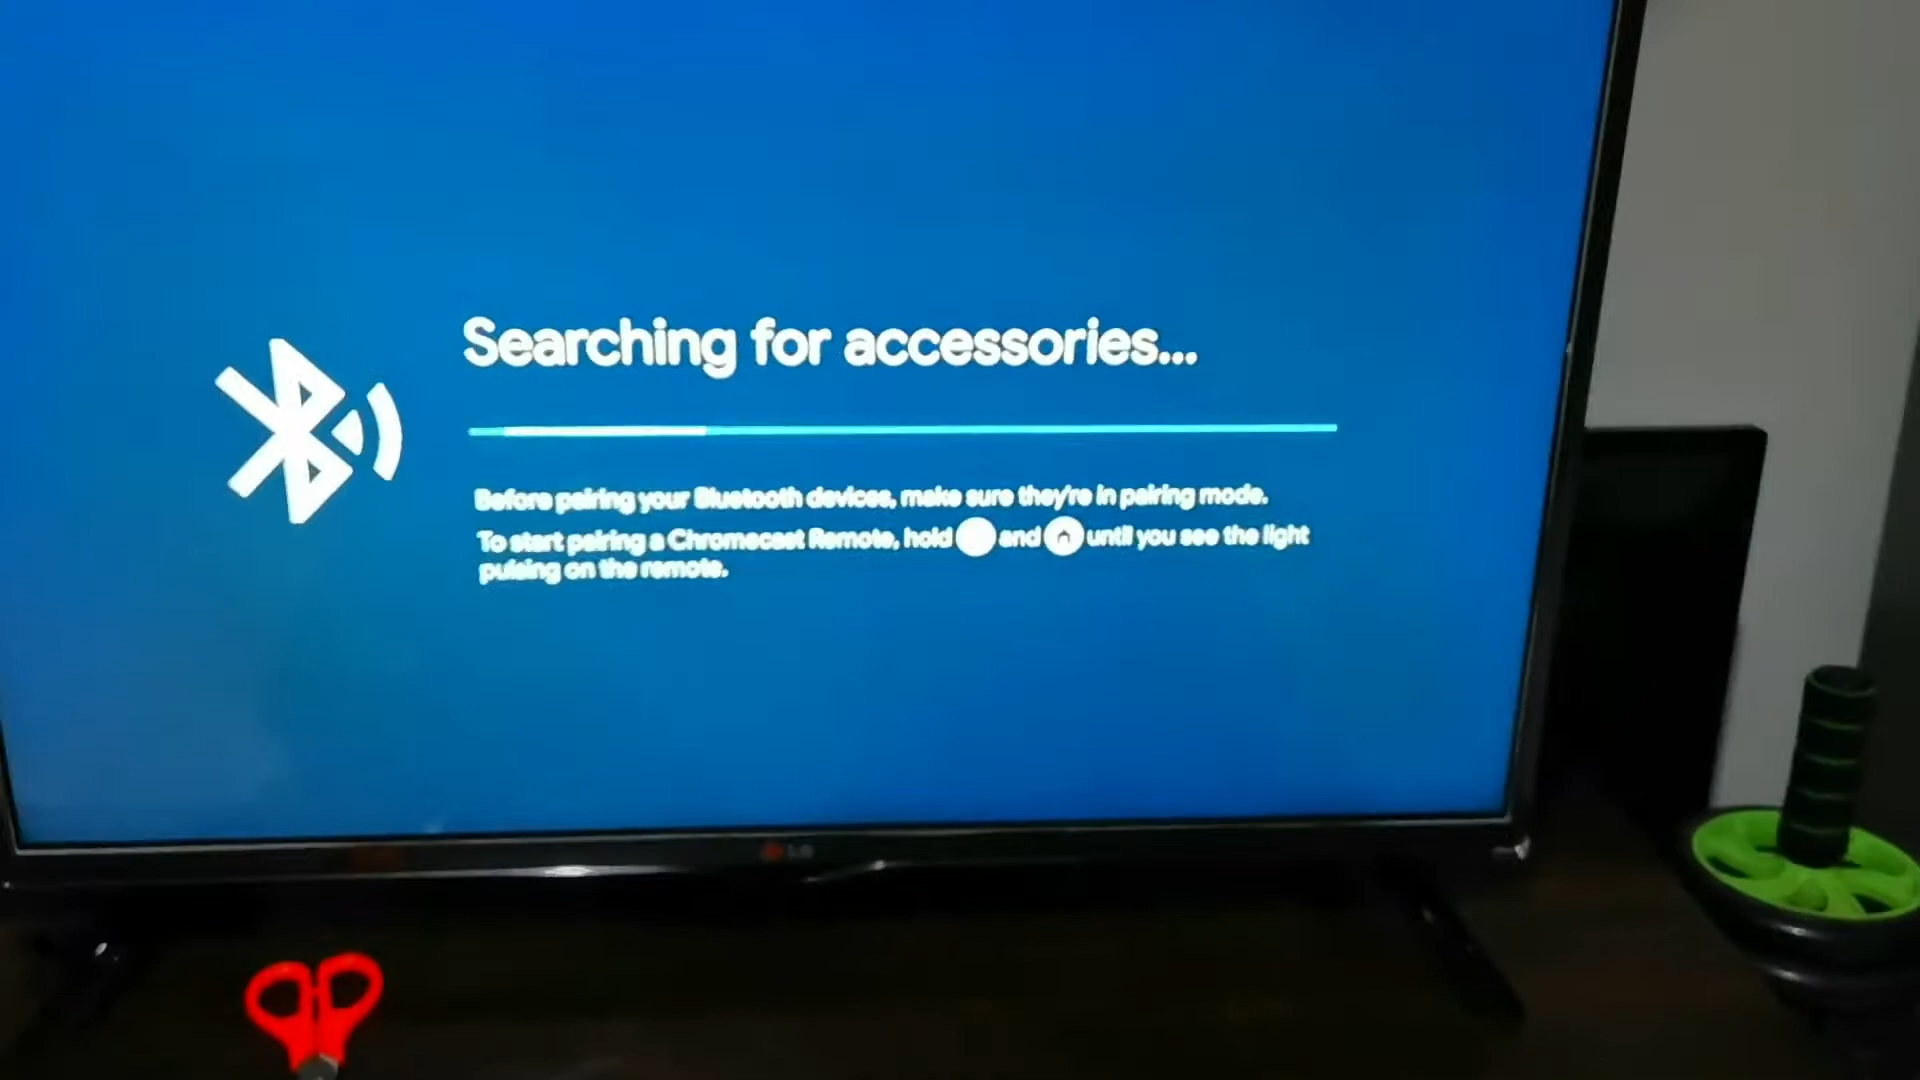 Searching for accessories...
Before pairing your Bluetooth devices, make sure they're in pairing mode.
To start pairing a Chromecast Remote, hold and until you see the light
pulsing on the remote.
LG